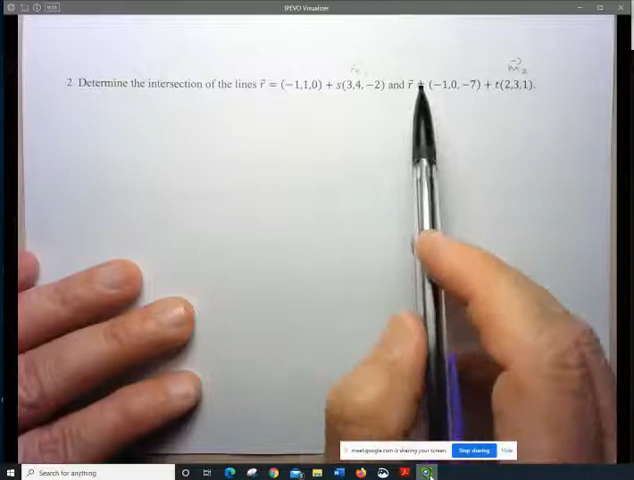 IPEVO Visualizer
m⃗₂
2 Determine the intersection of the lines r⃗ = (−1,1,0) + s(3,4,−2) and r⃗ = (−1,0,−7) + t(2,3,1).
meet.google.com is sharing your screen.
Stop sharing
Hide
Search for anything